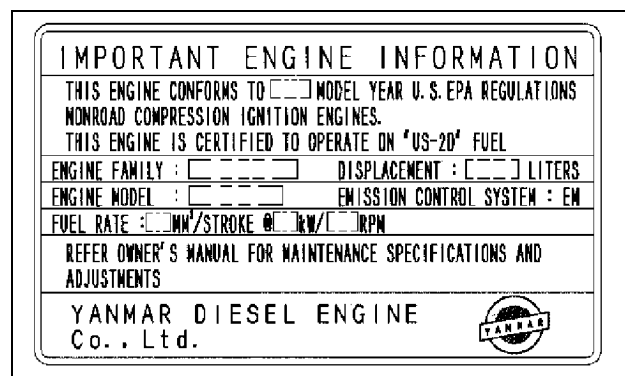 IMPORTANT ENGINE INFORMATION
THIS ENGINE CONFORMS TO MODEL YEAR U.S. EPA REGULATIONS
NONROAD COMPRESSION IGNITION ENGINES.
THIS ENGINE IS CERTIFIED TO OPERATE ON "US-2D" FUEL
ENGINE FAMILY : DISPLACEMENT : LITERS
ENGINE MODEL : EMISSION CONTROL SYSTEM : EM
FUEL RATE : MM³/STROKE @ kW/ RPM
REFER OWNER'S MANUAL FOR MAINTENANCE SPECIFICATIONS AND
ADJUSTMENTS
YANMAR DIESEL ENGINE
Co., Ltd.
YANMAR